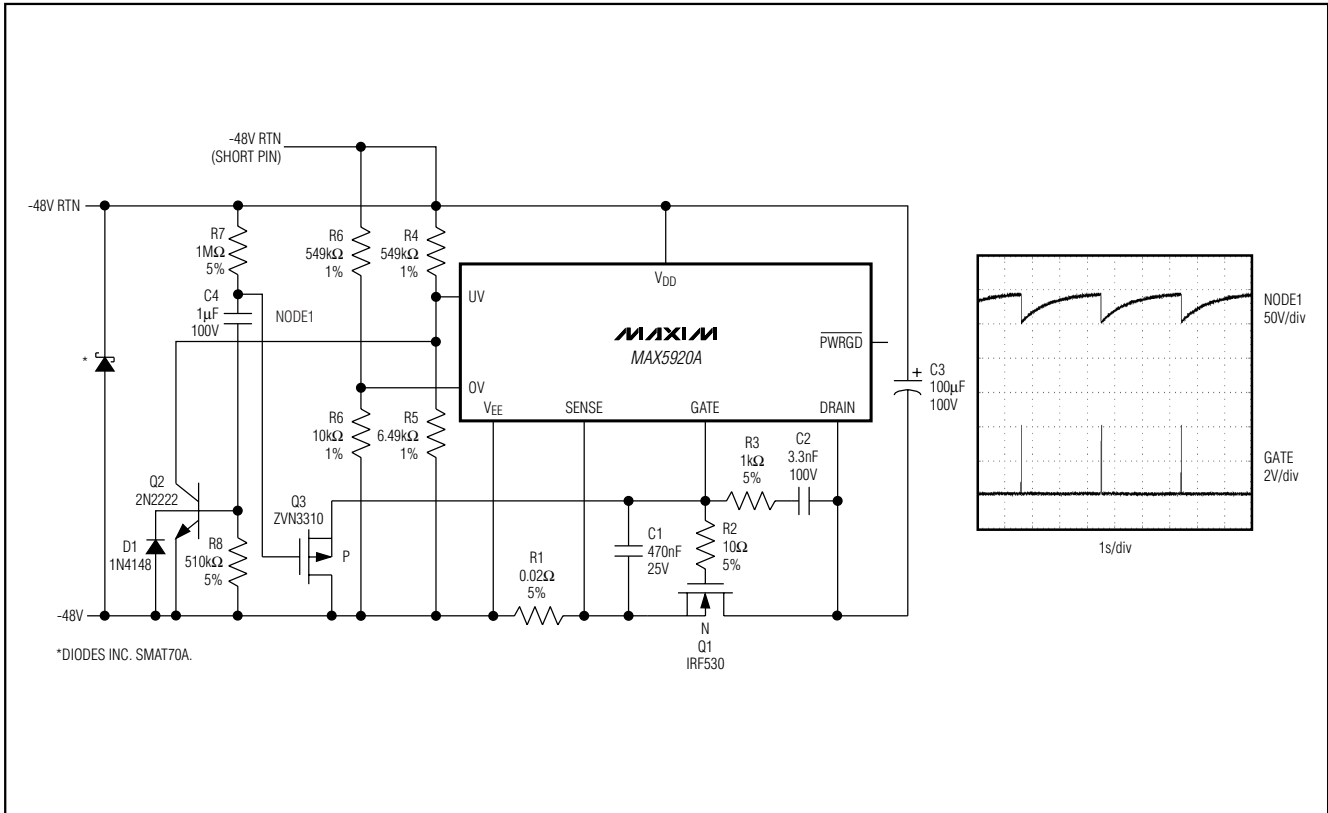 -48V RTN
(SHORT PIN)
-48V RTN
R7
1MΩ
5%
R6
549kΩ
1%
R4
549kΩ
1%
C4
1µF
100V
NODE1
*
UV
VDD
MAXIM
MAX5920A
PWRGD
OV
VEE
SENSE
GATE
DRAIN
+
C3
100µF
100V
R6
10kΩ
1%
R5
6.49kΩ
1%
Q2
2N2222
D1
1N4148
R8
510kΩ
5%
Q3
ZVN3310
P
R3
1kΩ
5%
C2
3.3nF
100V
C1
470nF
25V
R2
10Ω
5%
R1
0.02Ω
5%
-48V
N
Q1
IRF530
*DIODES INC. SMAT70A.
NODE1
50V/div
GATE
2V/div
1s/div